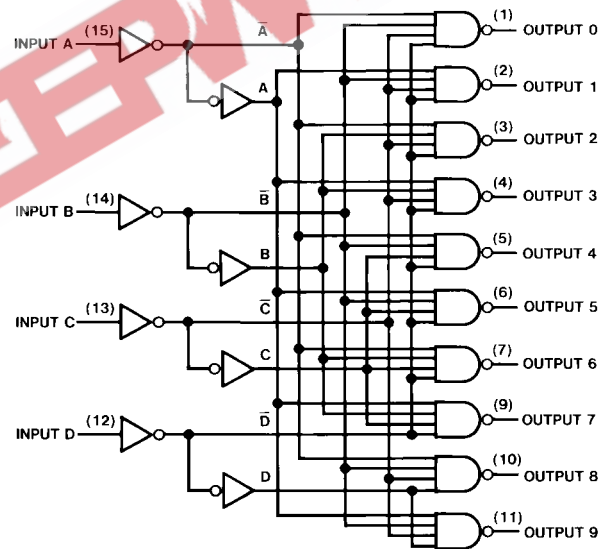 (1) OUTPUT 0
A̅
INPUT A (15)
(2) OUTPUT 1
A
(3) OUTPUT 2
(4) OUTPUT 3
INPUT B (14)
B̅
(5) OUTPUT 4
B
(6) OUTPUT 5
INPUT C (13)
C̅
(7) OUTPUT 6
C
(9) OUTPUT 7
INPUT D (12)
D̅
(10) OUTPUT 8
D
(11) OUTPUT 9